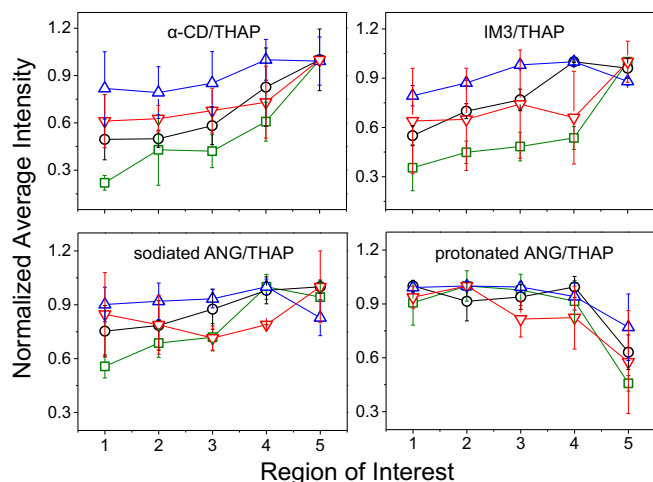 α-CD/THAP
IM3/THAP
1.2
0.9
0.6
0.3
1.2
0.9
0.6
0.3
sodiated ANG/THAP
protonated ANG/THAP
1.2
0.9
0.6
0.3
1.2
0.9
0.6
0.3
1 2 3 4 5
1 2 3 4 5
Normalized Average Intensity
Region of Interest